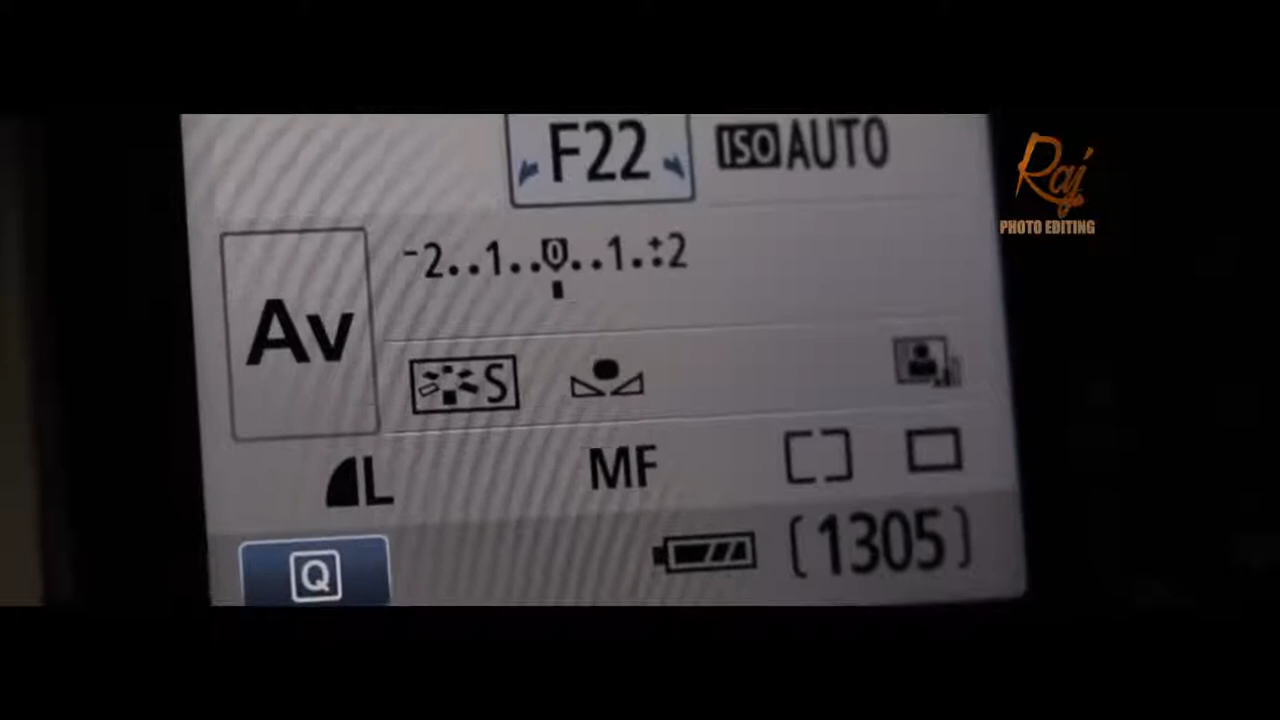 F22 ISO AUTO
Raj
PHOTO EDITING
-2..1..0..1.:+2
Av
S
L MF
Q (1305)